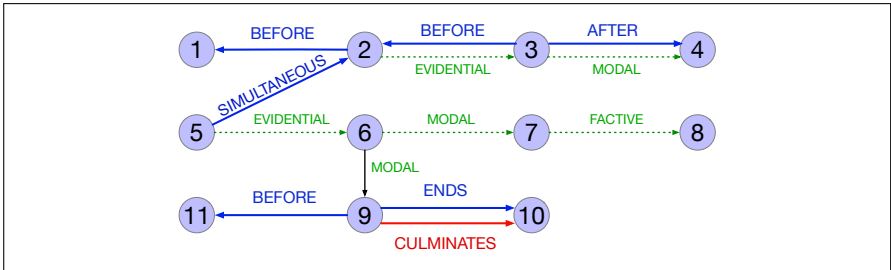 BEFORE BEFORE AFTER
1 2 3 4
EVIDENTIAL MODAL
SIMULTANEOUS
EVIDENTIAL MODAL FACTIVE
5 6 7 8
MODAL
BEFORE ENDS
11 9 10
CULMINATES